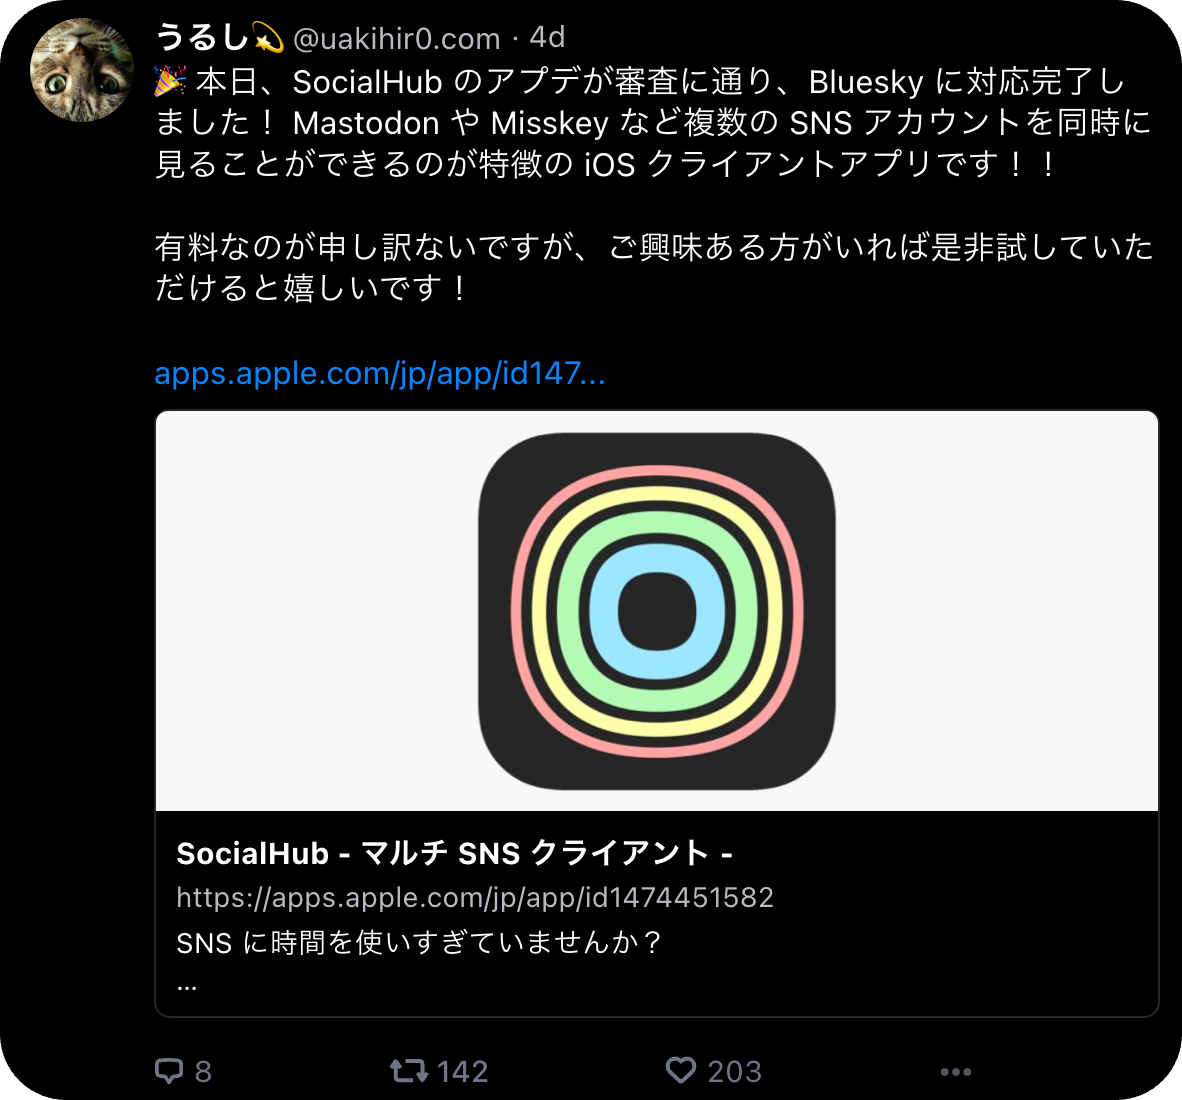 うるし💫 @uakihir0.com · 4d
🎉 本日、SocialHub のアプデが審査に通り、Bluesky に対応完了し
ました！ Mastodon や Misskey など複数の SNS アカウントを同時に
見ることができるのが特徴の iOS クライアントアプリです！！
有料なのが申し訳ないですが、ご興味ある方がいれば是非試していた
だけると嬉しいです！
apps.apple.com/jp/app/id147...
SocialHub - マルチ SNS クライアント -
https://apps.apple.com/jp/app/id1474451582
SNS に時間を使いすぎていませんか？
...
8 142 203